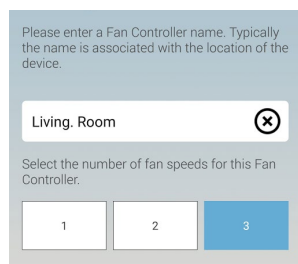 Please enter a Fan Controller name. Typically
the name is associated with the location of the
device.
Living. Room
Select the number of fan speeds for this Fan
Controller.
1 2 3